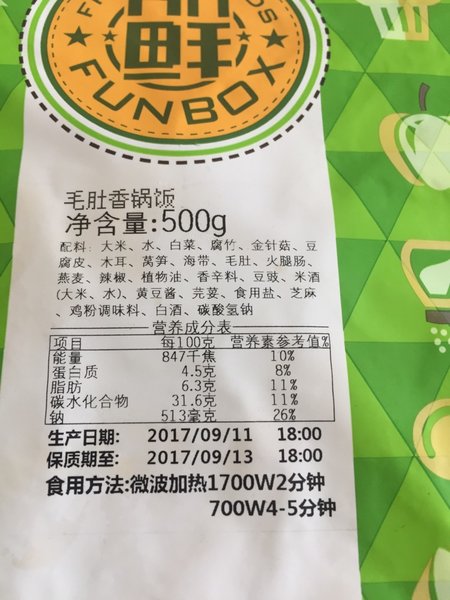 鲜
FUNBOX
毛肚香锅饭
净含量:500g
配料：大米、水、白菜、腐竹、金针菇、豆
腐皮、木耳、莴笋、海带、毛肚、火腿肠、
燕麦、辣椒、植物油、香辛料、豆豉、米酒
(大米、水)、黄豆酱、芫荽、食用盐、芝麻
、鸡粉调味料、白酒、碳酸氢钠
营养成分表
项目 每100克 营养素参考值%
能量 847千焦 10%
蛋白质 4.5克 8%
脂肪 6.3克 11%
碳水化合物 31.6克 11%
钠 513毫克 26%
生产日期: 2017/09/11 18:00
保质期至: 2017/09/13 18:00
食用方法:微波加热1700W2分钟
700W4-5分钟